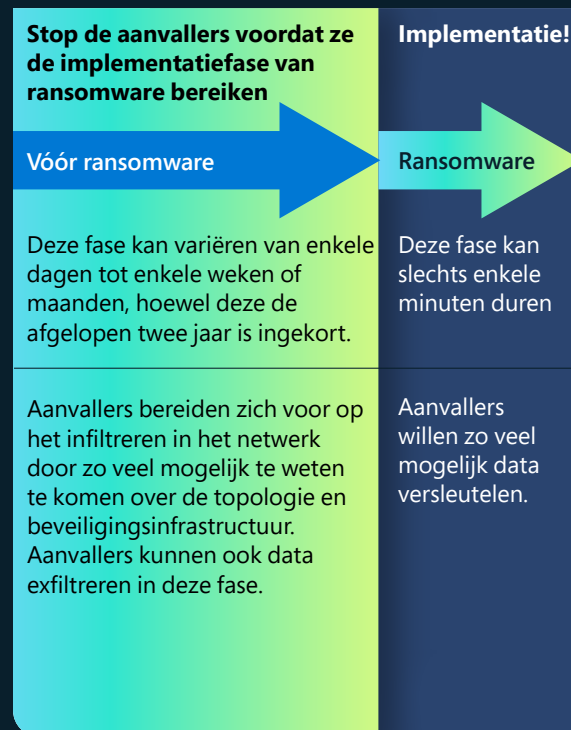 Stop de aanvallers voordat ze
de implementatiefase van
ransomware bereiken
Vóór ransomware
Deze fase kan variëren van enkele
dagen tot enkele weken of
maanden, hoewel deze de
afgelopen twee jaar is ingekort.
Aanvallers bereiden zich voor op
het infiltreren in het netwerk
door zo veel mogelijk te weten
te komen over de topologie en
beveiligingsinfrastructuur.
Aanvallers kunnen ook data
exfiltreren in deze fase.
Implementatie!
Ransomware
Deze fase kan
slechts enkele
minuten duren
Aanvallers
willen zo veel
mogelijk data
versleutelen.